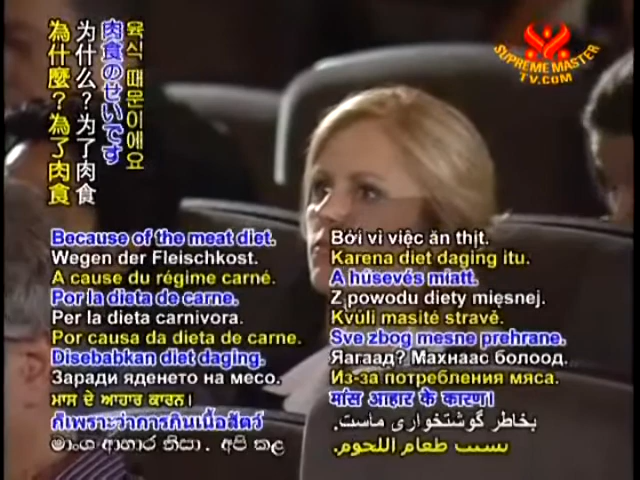 육식 때문이에요
肉食のせいです
为什么？为了肉食
為什麼？為了肉食
SUPREME MASTER
TV.COM
Because of the meat diet.
Wegen der Fleischkost.
A cause du régime carné.
Por la dieta de carne.
Per la dieta carnivora.
Por causa da dieta de carne.
Disebabkan diet daging.
Заради яденето на месо.
ਮਾਸ ਦੇ ਆਹਾਰ ਕਾਰਨ।
ก็เพราะว่าการกินเนื้อสัตว์
මාංශ ආහාර නිසා . අපි කළ
Bởi vì việc ăn thịt.
Karena diet daging itu.
A húsevés miatt.
Z powodu diety mięsnej.
Kvůli masité stravě.
Sve zbog mesne prehrane.
Яагаад? Махнаас болоод.
Из-за потребления мяса.
मांस आहार के कारण।
بخاطر گوشتخواری ماست.
بسبب طعام اللحوم.